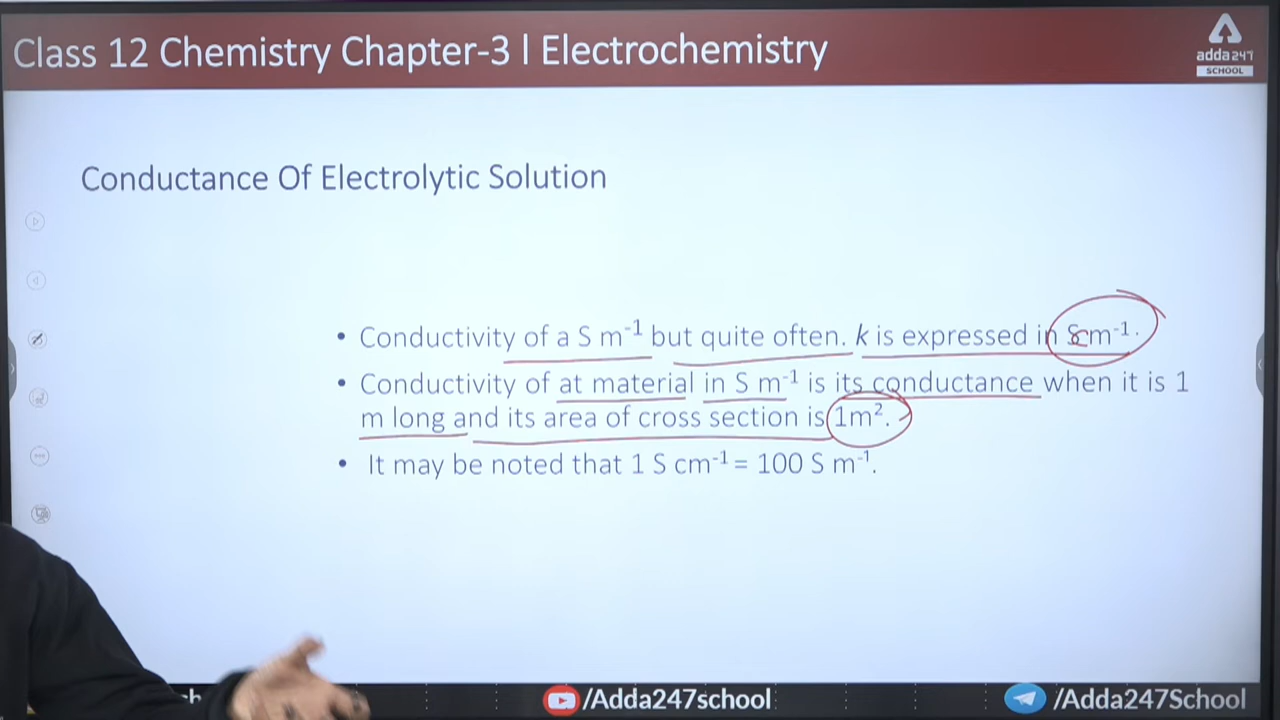 Class 12 Chemistry Chapter-3 l Electrochemistry
adda247
SCHOOL
Conductance Of Electrolytic Solution
• Conductivity of a S m⁻¹ but quite often. k is expressed in Scm⁻¹.
• Conductivity of at material in S m⁻¹ is its conductance when it is 1
m long and its area of cross section is 1m².
• It may be noted that 1 S cm⁻¹ = 100 S m⁻¹.
/Adda247school
/Adda247School